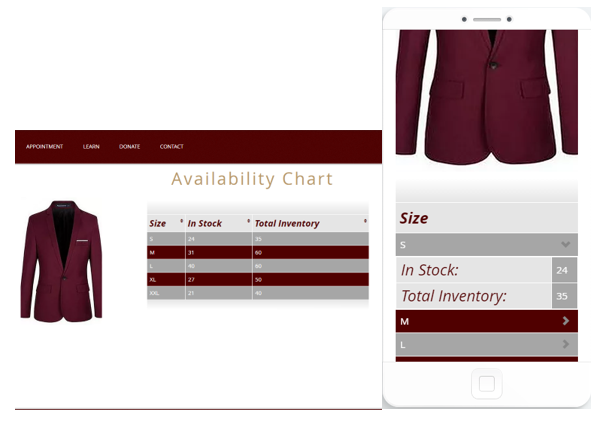 APPOINTMENT LEARN DONATE CONTACT
Availability Chart
Size In Stock Total Inventory
S 24 35
M 31 60
L 60
XL 27 50
XXL 21 40
Size
S
In Stock: 24
Total Inventory: 35
M
L